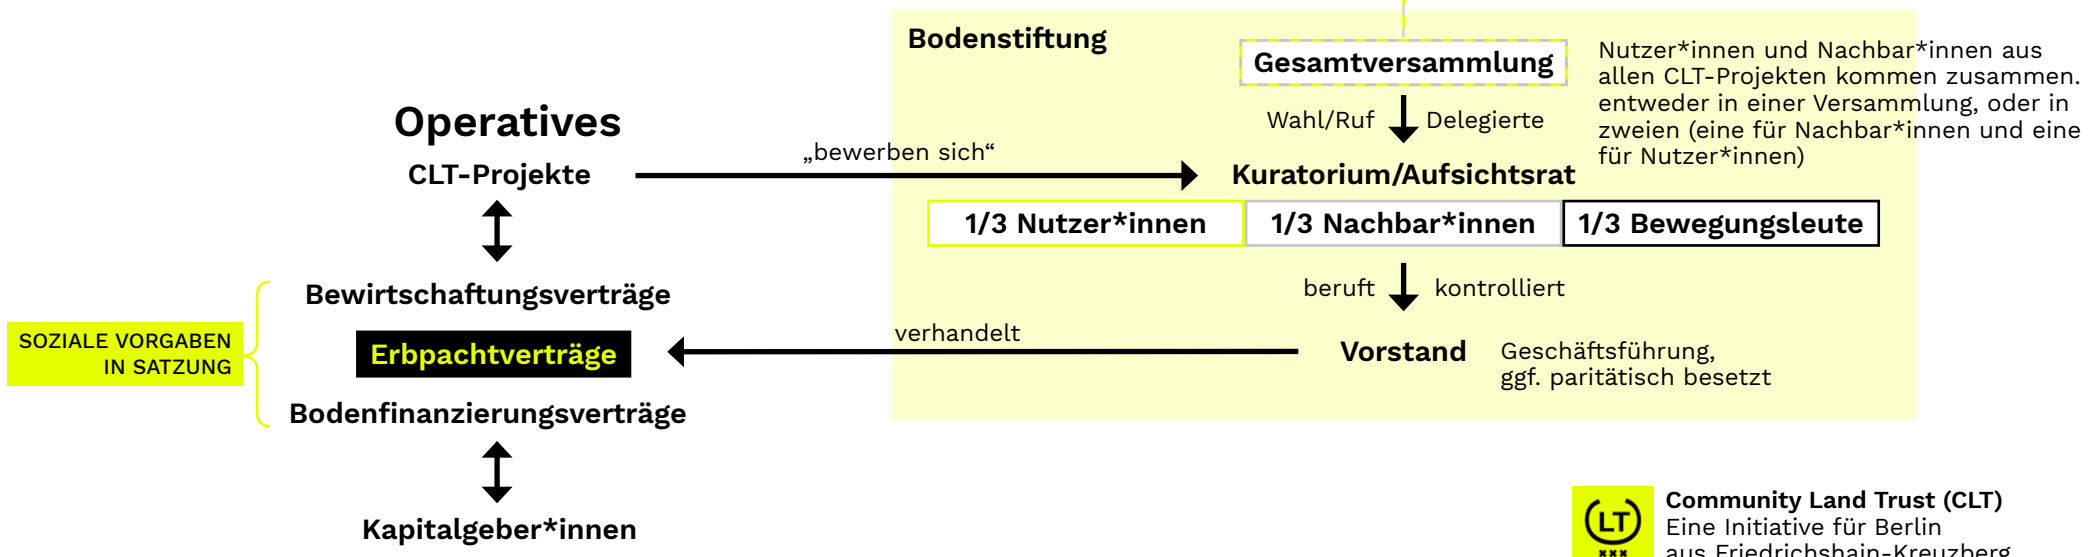 Bodenstiftung
Gesamtversammlung
Nutzer*innen und Nachbar*innen aus
allen CLT-Projekten kommen zusammen.
entweder in einer Versammlung, oder in
zweien (eine für Nachbar*innen und eine
für Nutzer*innen)
Wahl/Ruf
Delegierte
Operatives
CLT-Projekte
„bewerben sich“
Kuratorium/Aufsichtsrat
1/3 Nutzer*innen
1/3 Nachbar*innen
1/3 Bewegungsleute
beruft
kontrolliert
Bewirtschaftungsverträge
SOZIALE VORGABEN
IN SATZUNG
Erbpachtverträge
verhandelt
Vorstand
Geschäftsführung,
ggf. paritätisch besetzt
Bodenfinanzierungsverträge
Kapitalgeber*innen
LT
xxx
Community Land Trust (CLT)
Eine Initiative für Berlin
aus Friedrichshain-Kreuzberg